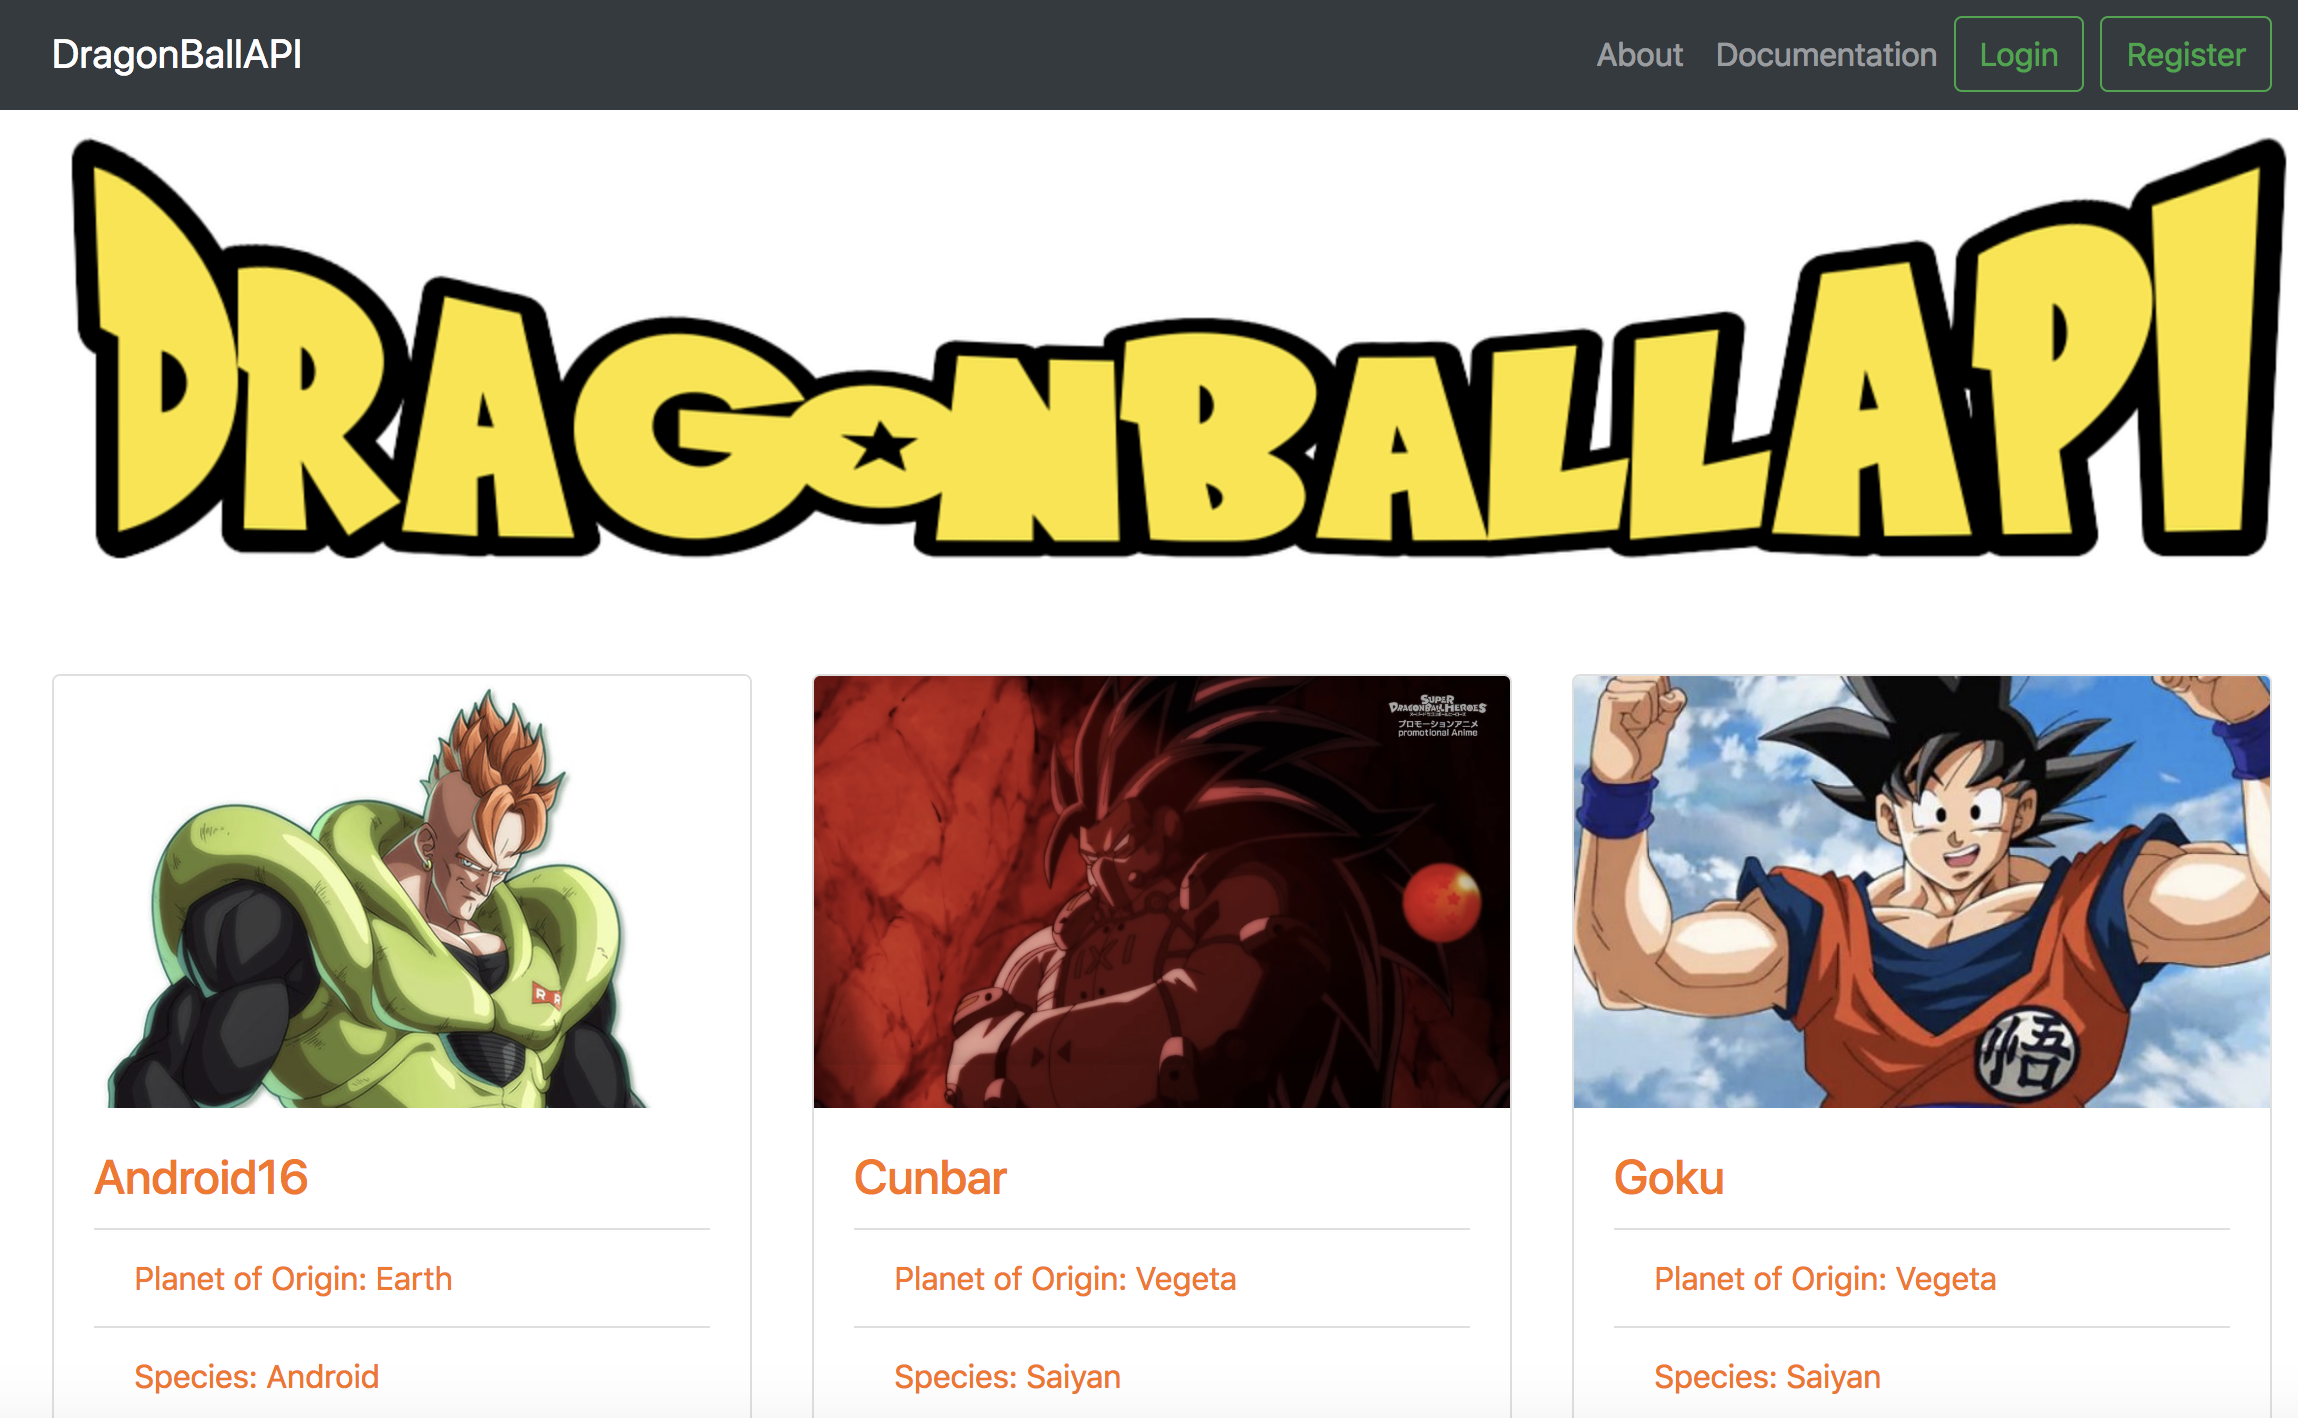 DragonBallAPI
About Documentation Login Register
DRAGONBALLAPI
SUPER
DRAGONBALL HEROES
プロモーションアニメ
promotional Anime
IXI
R R
悟
Android16
Cunbar
Goku
Planet of Origin: Earth
Planet of Origin: Vegeta
Planet of Origin: Vegeta
Species: Android
Species: Saiyan
Species: Saiyan